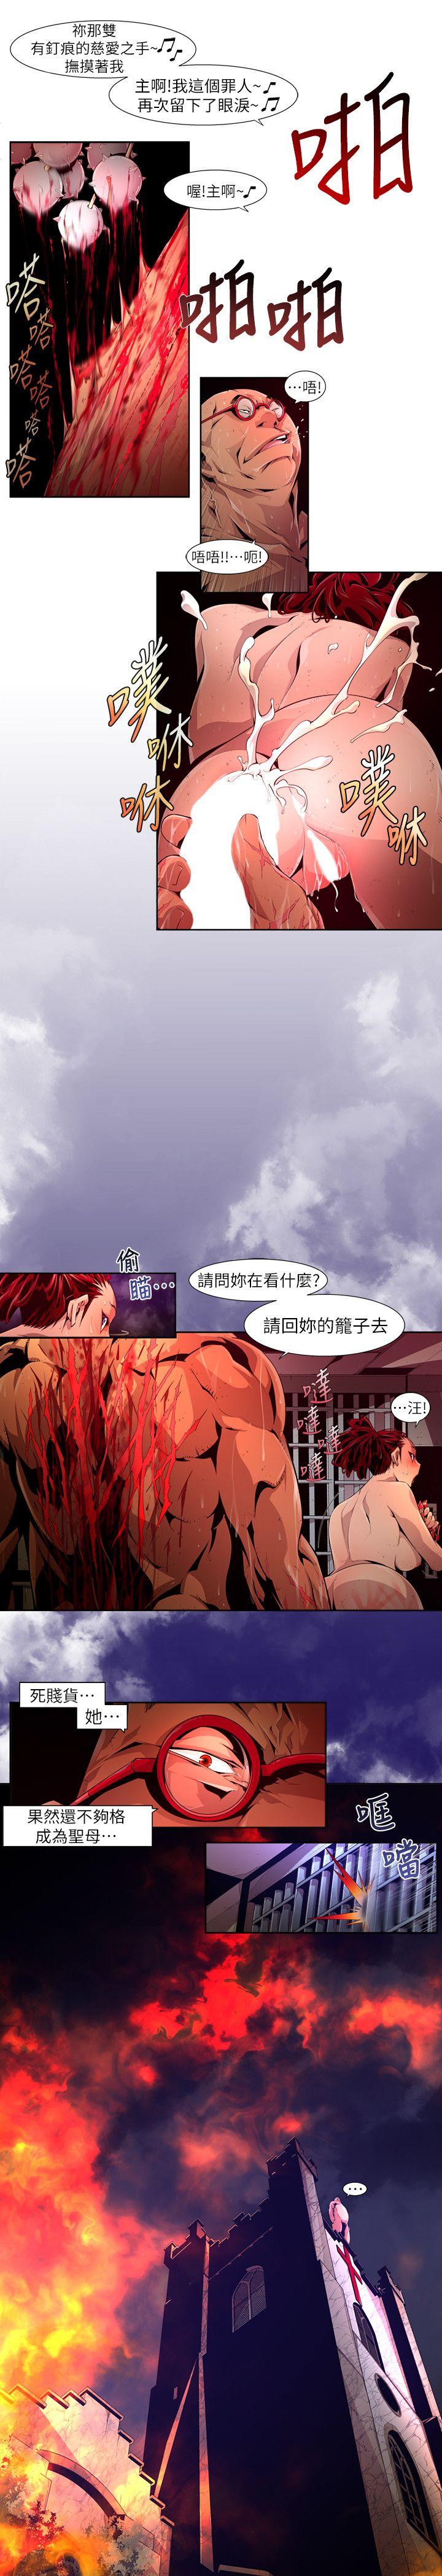 祢那雙
有釘痕的慈愛之手~♫♪
撫摸著我
主啊!我這個罪人~♪
再次留下了眼淚~♫
啪
喔!主啊~♪
嗒
嗒
嗒
嗒
嗒
嗒
啪啪
…唔!
唔唔!!…呃!
噗
咻
咻
噗
咻
偷
瞄…
請問妳在看什麼?
請回妳的籠子去
噠
噠
噠
噠
…汪!
死賤貨…
她…
果然還不夠格
成為聖母…
哐
噹
…